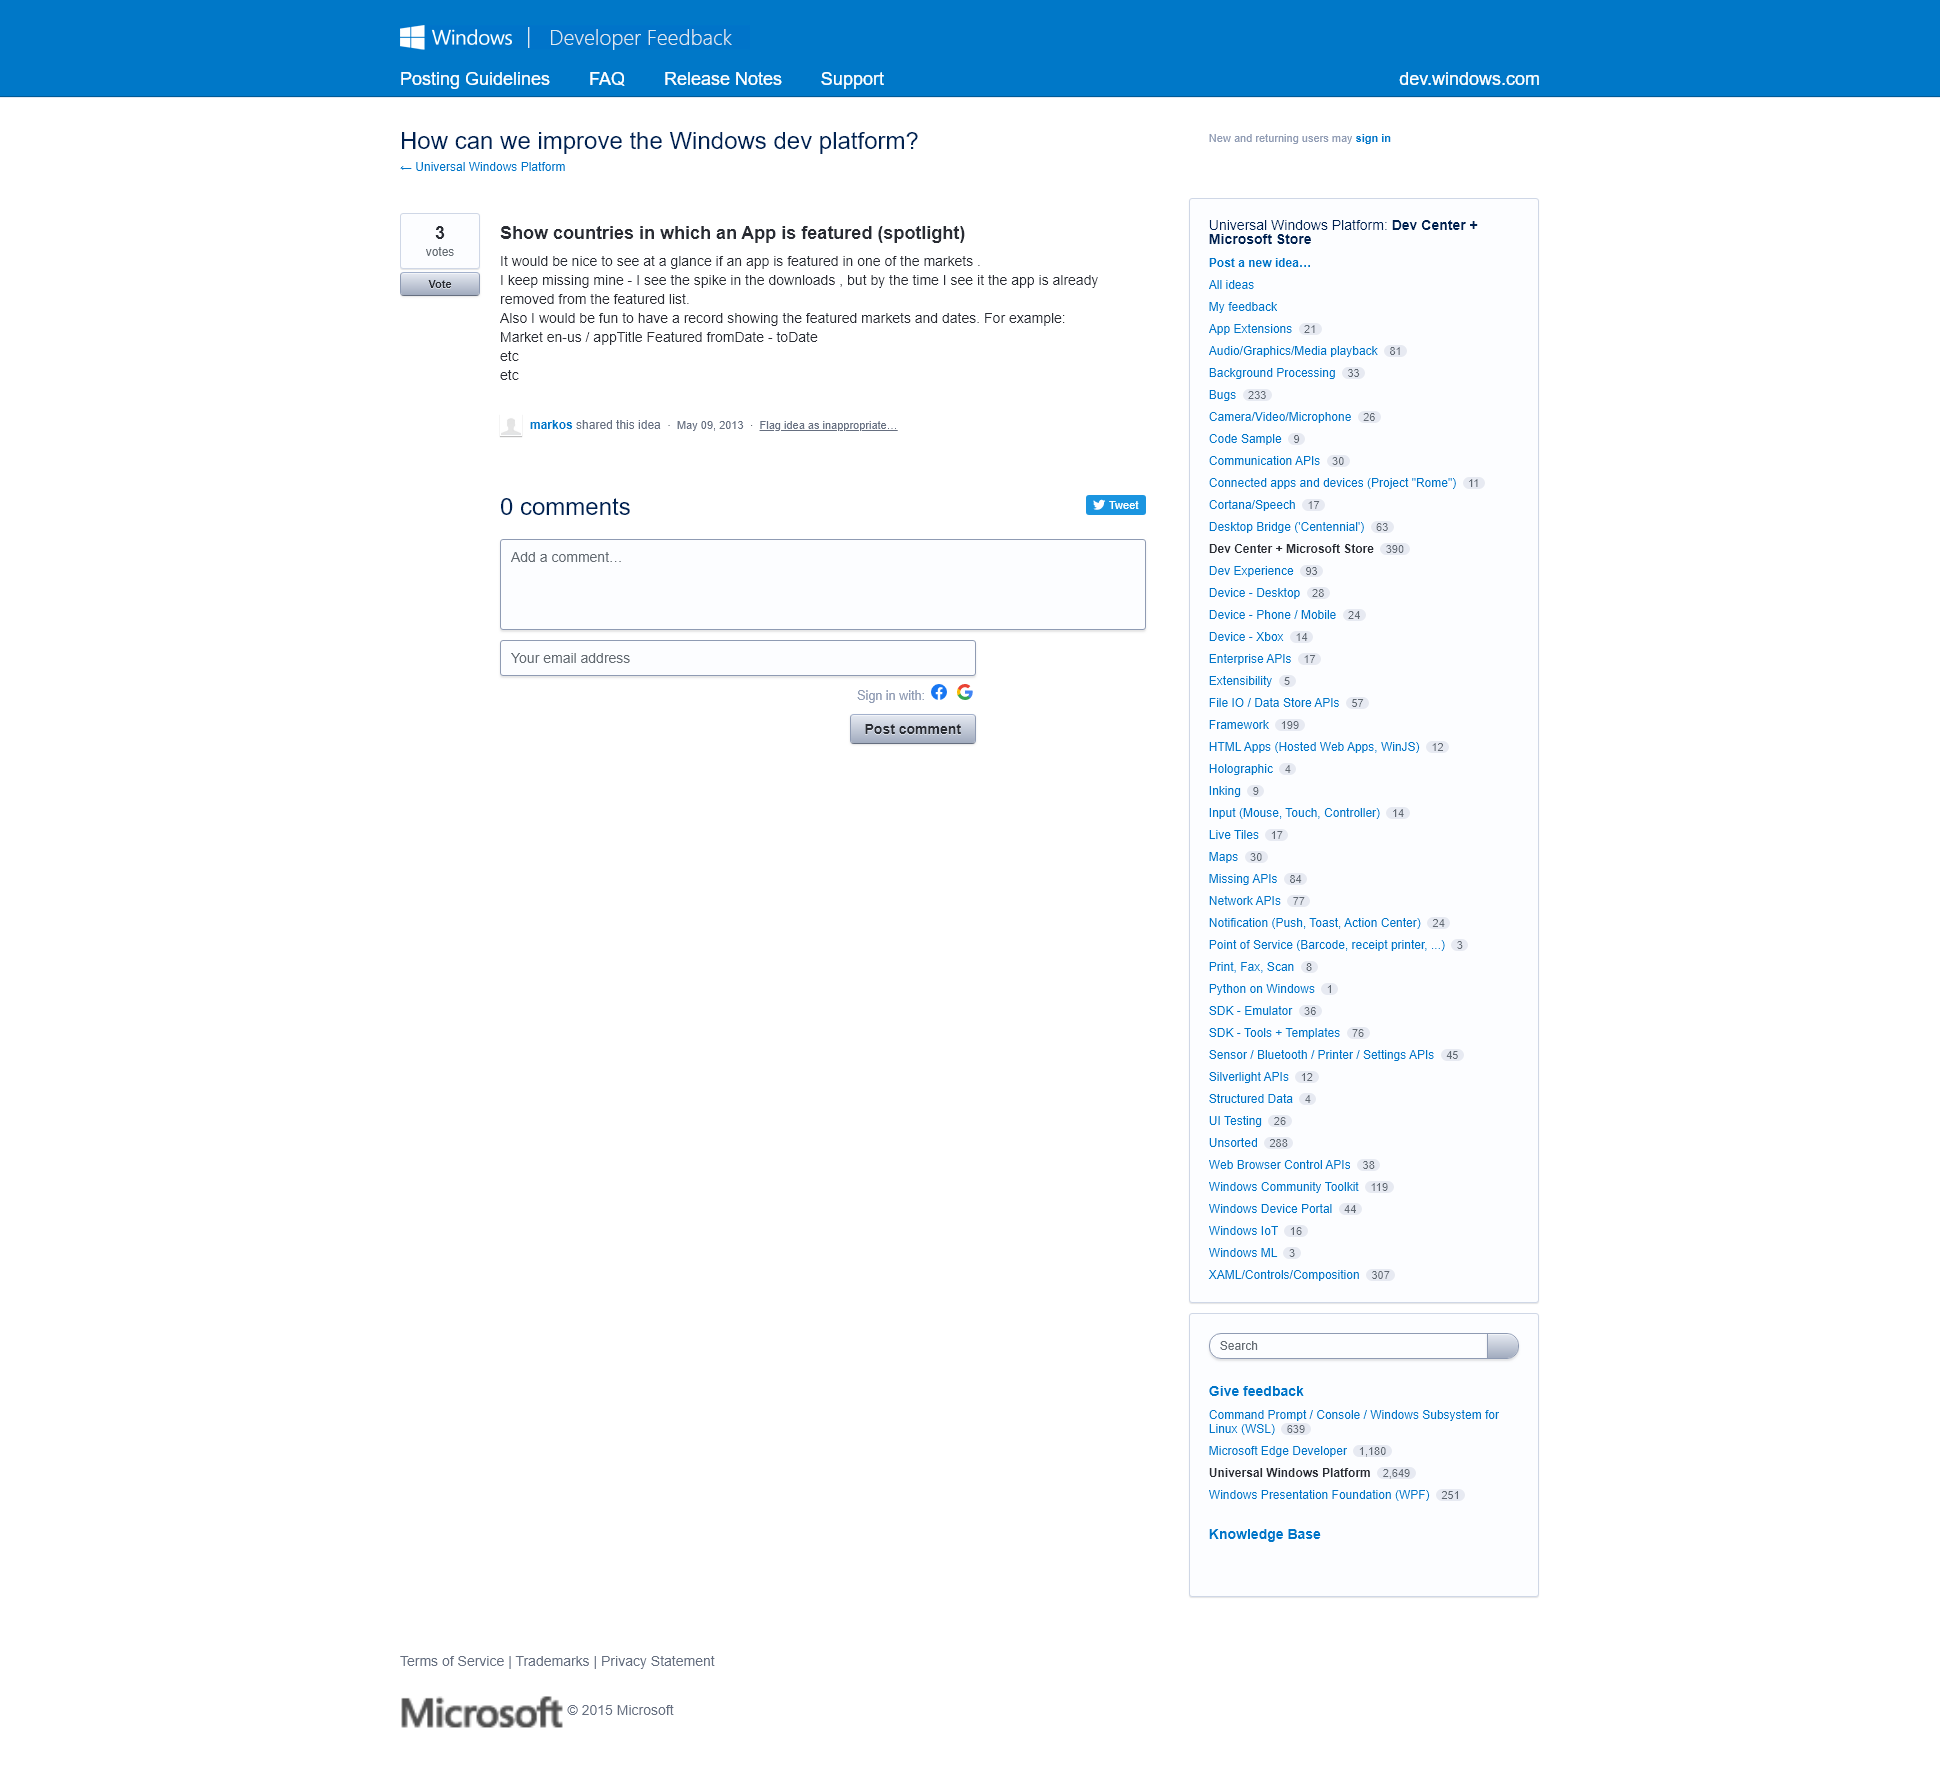 Windows | Developer Feedback
Posting Guidelines FAQ Release Notes Support dev.windows.com
How can we improve the Windows dev platform?
← Universal Windows Platform
New and returning users may sign in
3
votes
Vote
Show countries in which an App is featured (spotlight)
It would be nice to see at a glance if an app is featured in one of the markets .
I keep missing mine - I see the spike in the downloads , but by the time I see it the app is already
removed from the featured list.
Also I would be fun to have a record showing the featured markets and dates. For example:
Market en-us / appTitle Featured fromDate - toDate
etc
etc
markos shared this idea · May 09, 2013 · Flag idea as inappropriate…
0 comments
Tweet
Add a comment…
Your email address
Sign in with:
Post comment
Universal Windows Platform: Dev Center +
Microsoft Store
Post a new idea…
All ideas
My feedback
App Extensions 21
Audio/Graphics/Media playback 81
Background Processing 33
Bugs 233
Camera/Video/Microphone 26
Code Sample 9
Communication APIs 30
Connected apps and devices (Project "Rome") 11
Cortana/Speech 17
Desktop Bridge ('Centennial') 63
Dev Center + Microsoft Store 390
Dev Experience 93
Device - Desktop 28
Device - Phone / Mobile 24
Device - Xbox 14
Enterprise APIs 17
Extensibility 5
File IO / Data Store APIs 57
Framework 199
HTML Apps (Hosted Web Apps, WinJS) 12
Holographic 4
Inking 9
Input (Mouse, Touch, Controller) 14
Live Tiles 17
Maps 30
Missing APIs 84
Network APIs 77
Notification (Push, Toast, Action Center) 24
Point of Service (Barcode, receipt printer, ...) 3
Print, Fax, Scan 8
Python on Windows 1
SDK - Emulator 36
SDK - Tools + Templates 76
Sensor / Bluetooth / Printer / Settings APIs 45
Silverlight APIs 12
Structured Data 4
UI Testing 26
Unsorted 288
Web Browser Control APIs 38
Windows Community Toolkit 119
Windows Device Portal 44
Windows IoT 16
Windows ML 3
XAML/Controls/Composition 307
Search
Give feedback
Command Prompt / Console / Windows Subsystem for
Linux (WSL) 639
Microsoft Edge Developer 1,180
Universal Windows Platform 2,649
Windows Presentation Foundation (WPF) 251
Knowledge Base
Terms of Service | Trademarks | Privacy Statement
Microsoft © 2015 Microsoft